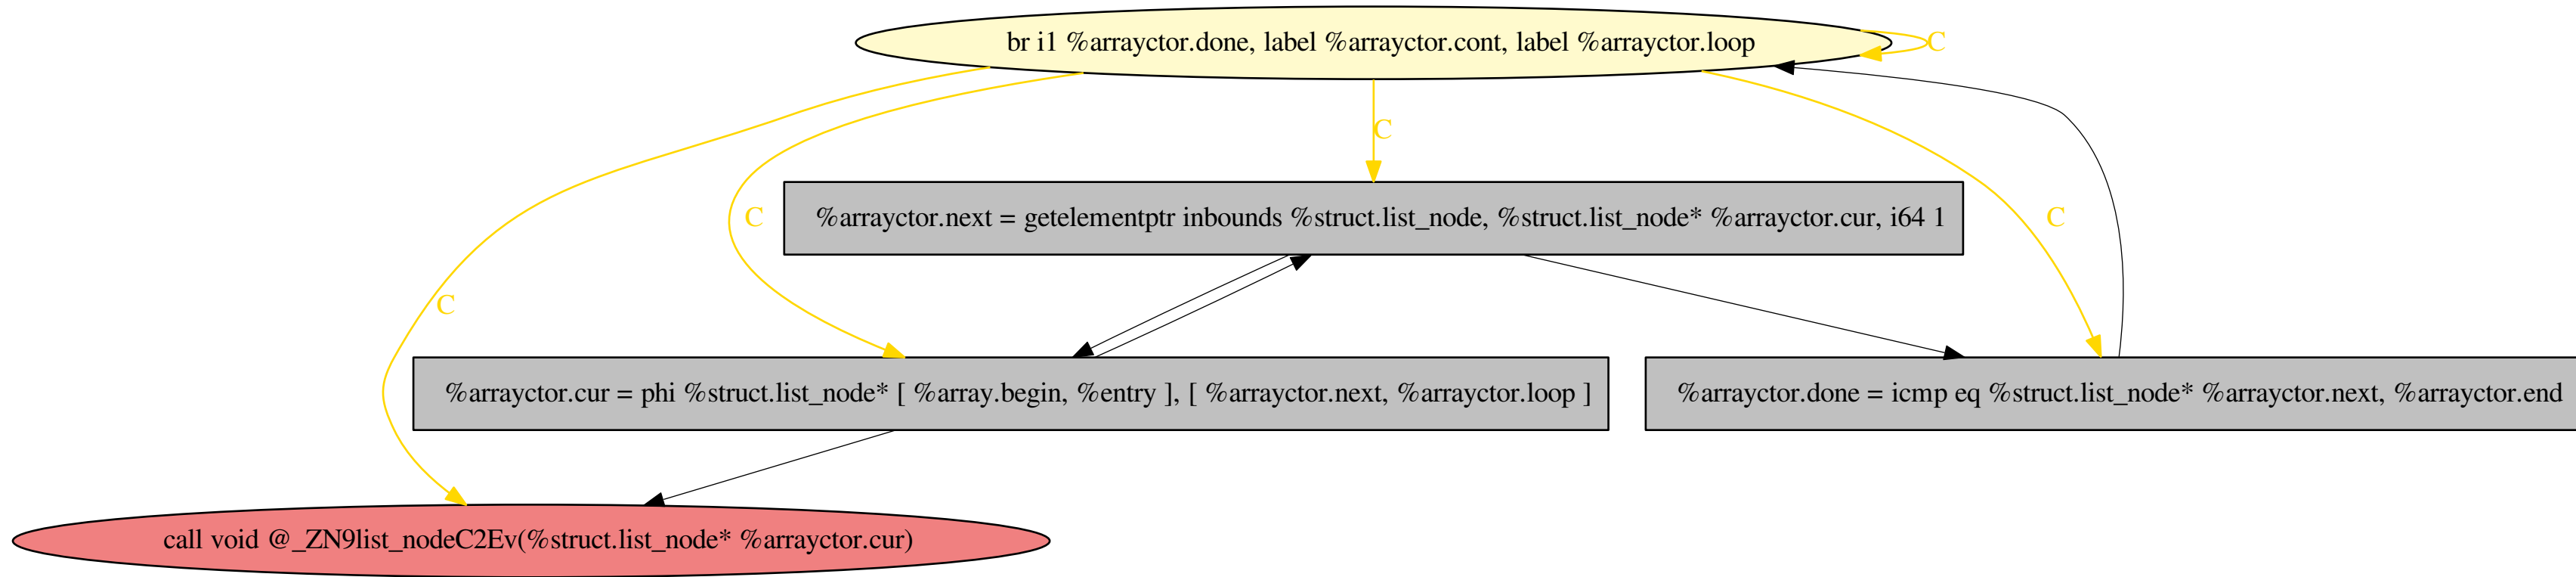 br i1 %arrayctor.done, label %arrayctor.cont, label %arrayctor.loop
C
C
%arrayctor.next = getelementptr inbounds %struct.list_node, %struct.list_node* %arrayctor.cur, i64 1
C
C
C
%arrayctor.cur = phi %struct.list_node* [ %array.begin, %entry ], [ %arrayctor.next, %arrayctor.loop ]
%arrayctor.done = icmp eq %struct.list_node* %arrayctor.next, %arrayctor.end
call void @_ZN9list_nodeC2Ev(%struct.list_node* %arrayctor.cur)